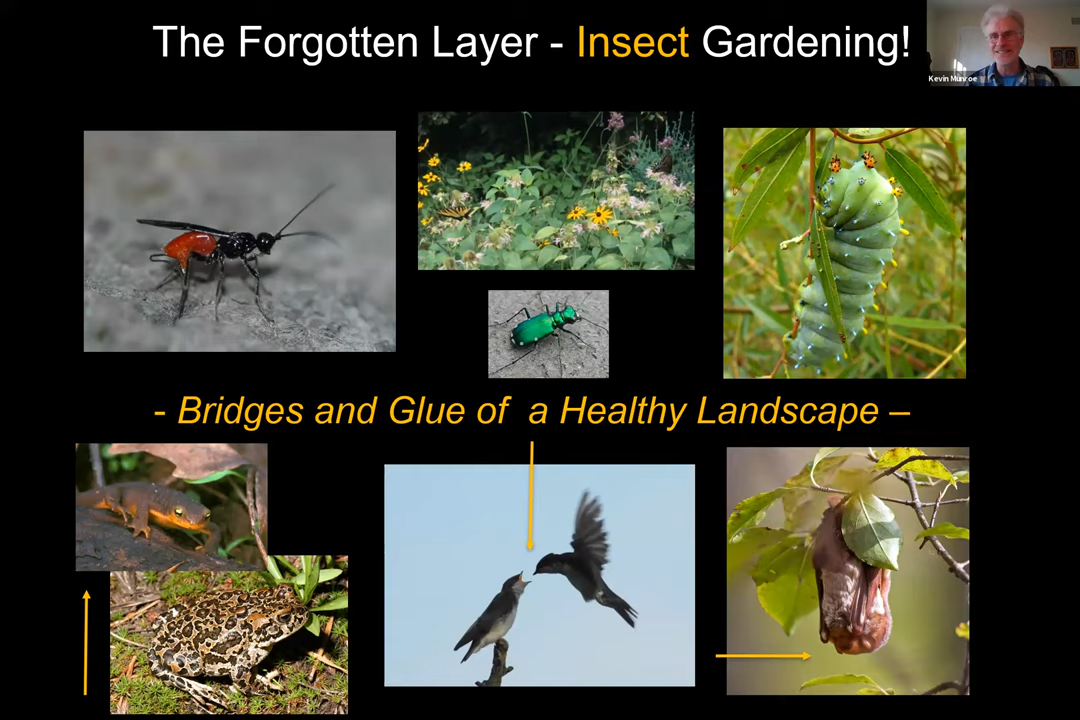 The Forgotten Layer - Insect Gardening!
Kevin Munroe
- Bridges and Glue of a Healthy Landscape –